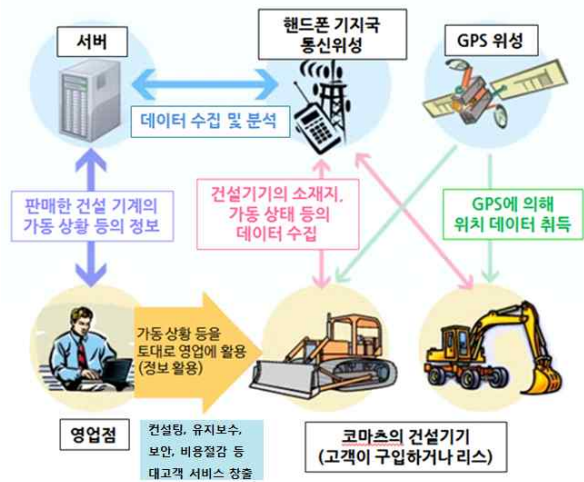 서버
핸드폰 기지국
통신위성
GPS 위성
데이터 수집 및 분석
판매한 건설 기계의
가동 상황 등의 정보
건설기기의 소재지,
가동 상태 등의
데이터 수집
GPS에 의해
위치 데이터 취득
가동 상황 등을
토대로 영업에 활용
(정보 활용)
영업점
컨설팅, 유지보수,
보안, 비용절감 등
대고객 서비스 창출
코마츠의 건설기기
(고객이 구입하거나 리스)